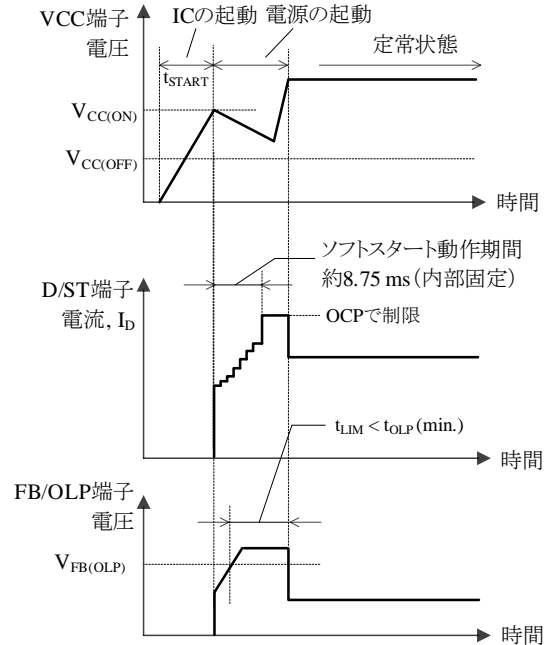 VCC端子
電圧
ICの起動 電源の起動
定常状態
tSTART
VCC(ON)
VCC(OFF)
時間
ソフトスタート動作期間
約8.75 ms(内部固定)
D/ST端子
電流, ID
OCPで制限
tLIM < tOLP (min.)
時間
FB/OLP端子
電圧
VFB(OLP)
時間